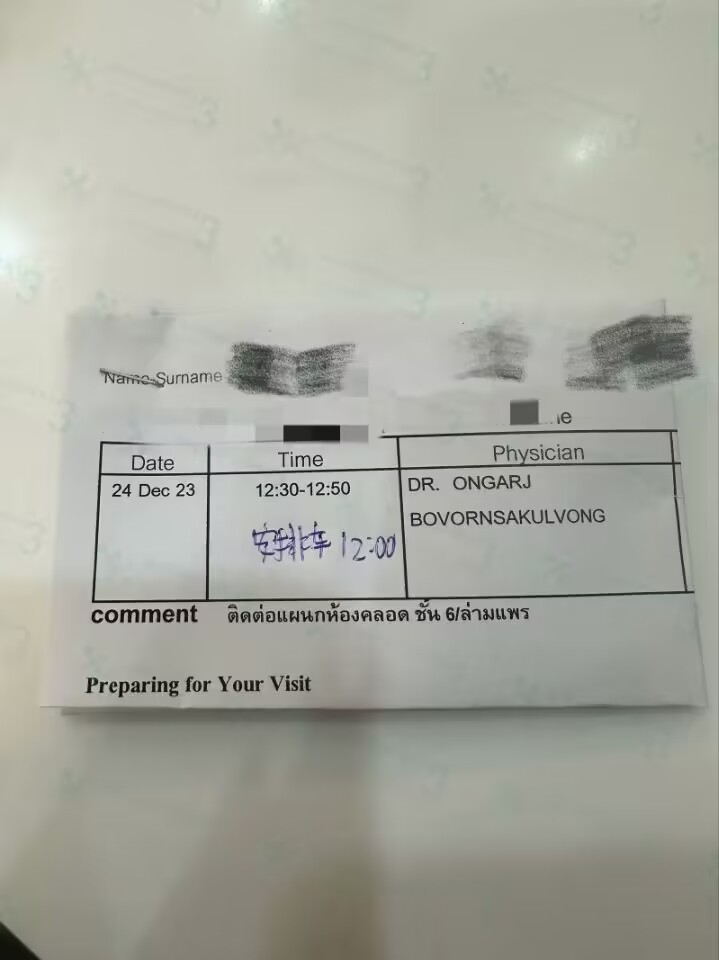 Name-Surname
Date Time Physician
24 Dec 23 12:30-12:50 DR. ONGARJ
BOVORNSAKULVONG
安排车 12:00
comment ติดต่อแผนกห้องคลอด ชั้น 6/ล่ามแพร
Preparing for Your Visit